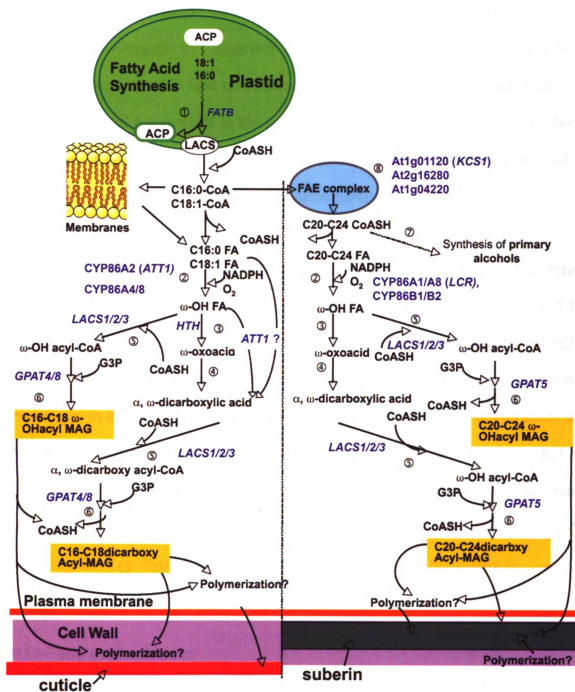 ACP
Fatty Acid
Synthesis
18:1
16:0
Plastid
①
FATB
ACP
LACS
CoASH
Membranes
C16:0-CoA
C18:1-CoA
CoASH
C16:0 FA
C18:1 FA
CYP86A2 (ATT1)
CYP86A4/8
②
NADPH
O2
ω-OH FA
LACS1/2/3
HTH
③
ATT1 ?
⑤
ω-OH acyl-CoA
ω-oxoacid
CoASH
G3P
④
GPAT4/8
⑥
α, ω-dicarboxylic acid
C16-C18 ω-
OHacyl MAG
CoASH
LACS1/2/3
⑤
α, ω-dicarboxy acyl-CoA
GPAT4/8
G3P
⑥
CoASH
C16-C18dicarboxy
Acyl-MAG
Polymerization?
Plasma membrane
Cell Wall
Polymerization?
cuticle
FAE complex
⑧
At1g01120 (KCS1)
At2g16280
At1g04220
C20-C24 CoASH
⑦
Synthesis of primary
alcohols
C20-C24 FA
②
NADPH
O2
CYP86A1/A8 (LCR),
CYP86B1/B2
ω-OH FA
③
LACS1/2/3
⑤
CoASH
ω-OH acyl-CoA
ω-oxoacid
④
G3P
GPAT5
CoASH
⑥
α, ω-dicarboxylic acid
C20-C24 ω-
OHacyl MAG
CoASH
LACS1/2/3
⑤
ω-OH acyl-CoA
G3P
GPAT5
CoASH
⑥
C20-C24dicarbxy
Acyl-MAG
Polymerization?
suberin
Polymerization?